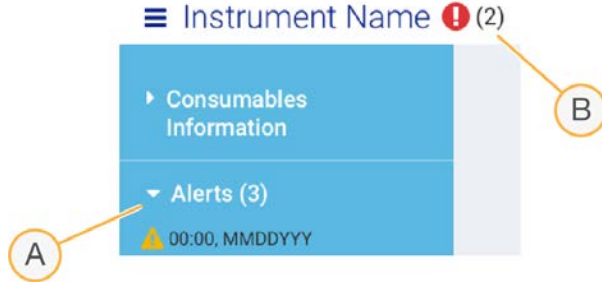 Instrument Name (2)
B
Consumables
Information
Alerts (3)
A
00:00, MMDDYYY